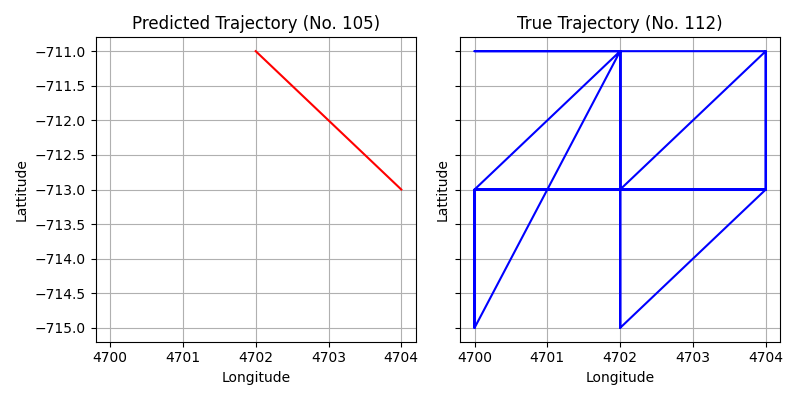 Predicted Trajectory (No. 105)
True Trajectory (No. 112)
−711.0
−711.5
−712.0
−712.5
−713.0
−713.5
−714.0
−714.5
−715.0
Lattitude
Lattitude
4700 4701 4702 4703 4704
4700 4701 4702 4703 4704
Longitude
Longitude